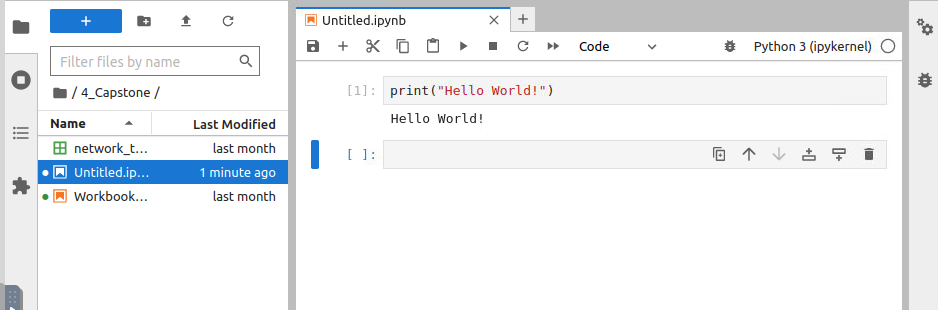 Filter files by name
/ 4_Capstone /
Name Last Modified
network_t... last month
Untitled.ip... 1 minute ago
Workbook... last month
Untitled.ipynb
Code Python 3 (ipykernel)
[1]: print("Hello World!")
Hello World!
[ ]: